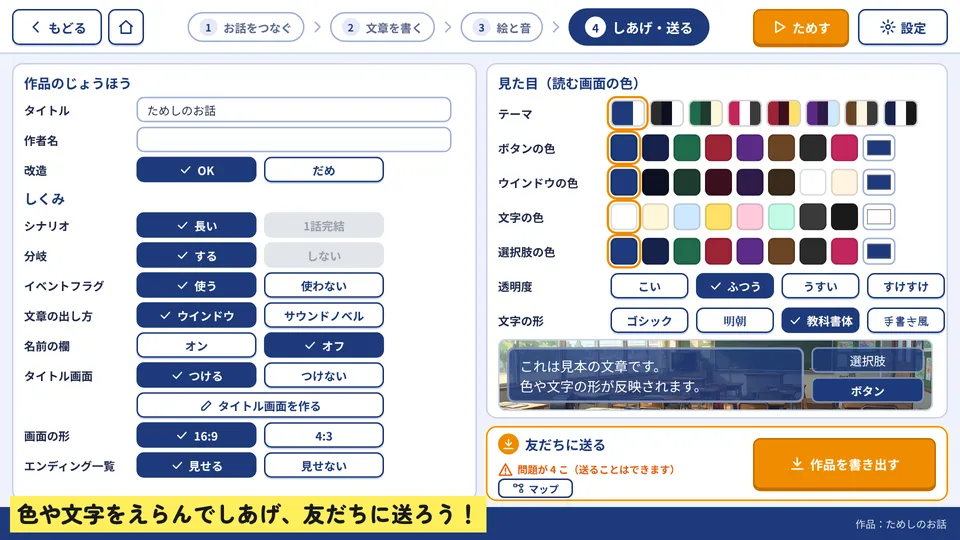 もどる
1 お話をつなぐ
2 文章を書く
3 絵と音
4 しあげ・送る
ためす
設定
作品のじょうほう
タイトル ためしのお話
作者名
改造 OK だめ
しくみ
シナリオ 長い 1話完結
分岐 する しない
イベントフラグ 使う 使わない
文章の出し方 ウインドウ サウンドノベル
名前の欄 オン オフ
タイトル画面 つける つけない
タイトル画面を作る
画面の形 16:9 4:3
エンディング一覧 見せる 見せない
見た目（読む画面の色）
テーマ
ボタンの色
ウインドウの色
文字の色
選択肢の色
透明度 こい ふつう うすい すけすけ
文字の形 ゴシック 明朝 教科書体 手書き風
これは見本の文章です。
色や文字の形が反映されます。
選択肢
ボタン
友だちに送る
問題が 4 こ（送ることはできます）
マップ
作品を書き出す
色や文字をえらんでしあげ、友だちに送ろう！
作品：ためしのお話